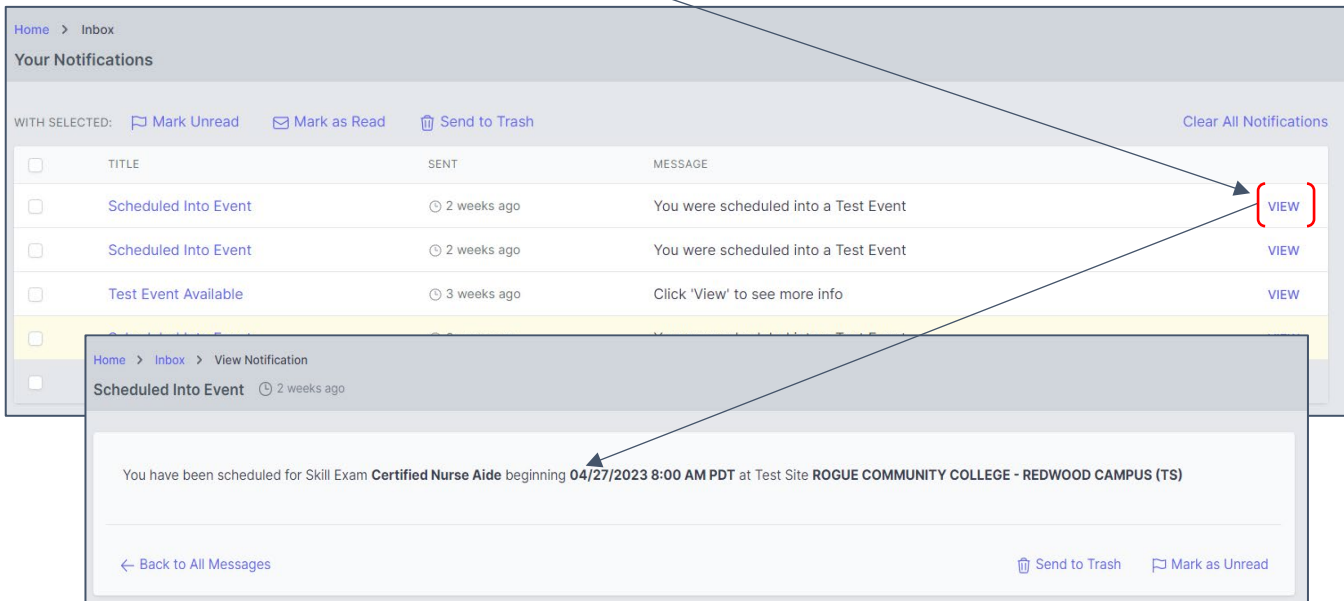 Home > Inbox
Your Notifications
WITH SELECTED: Mark Unread Mark as Read Send to Trash Clear All Notifications
TITLE SENT MESSAGE
Scheduled Into Event 2 weeks ago You were scheduled into a Test Event VIEW
Scheduled Into Event 2 weeks ago You were scheduled into a Test Event VIEW
Test Event Available 3 weeks ago Click 'View' to see more info VIEW
Home > Inbox > View Notification
Scheduled Into Event 2 weeks ago
You have been scheduled for Skill Exam Certified Nurse Aide beginning 04/27/2023 8:00 AM PDT at Test Site ROGUE COMMUNITY COLLEGE - REDWOOD CAMPUS (TS)
← Back to All Messages Send to Trash Mark as Unread